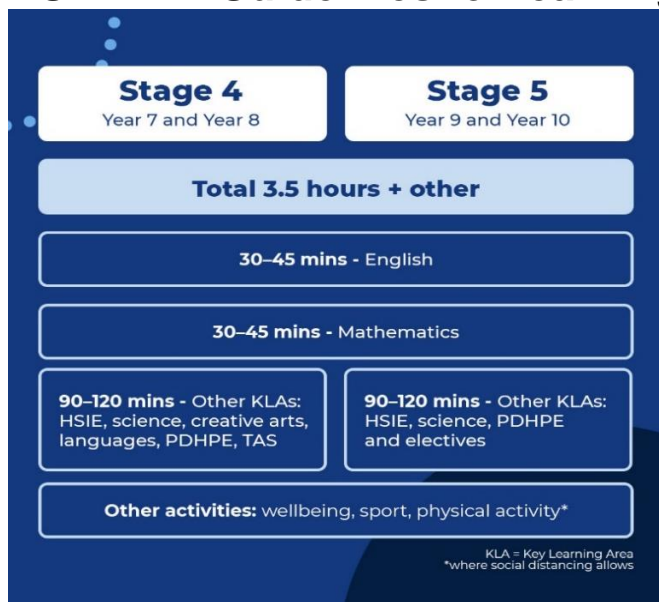 Stage 4
Year 7 and Year 8
Stage 5
Year 9 and Year 10
Total 3.5 hours + other
30–45 mins - English
30–45 mins - Mathematics
90–120 mins - Other KLAs:
HSIE, science, creative arts,
languages, PDHPE, TAS
90–120 mins - Other KLAs:
HSIE, science, PDHPE
and electives
Other activities: wellbeing, sport, physical activity*
KLA = Key Learning Area
*where social distancing allows